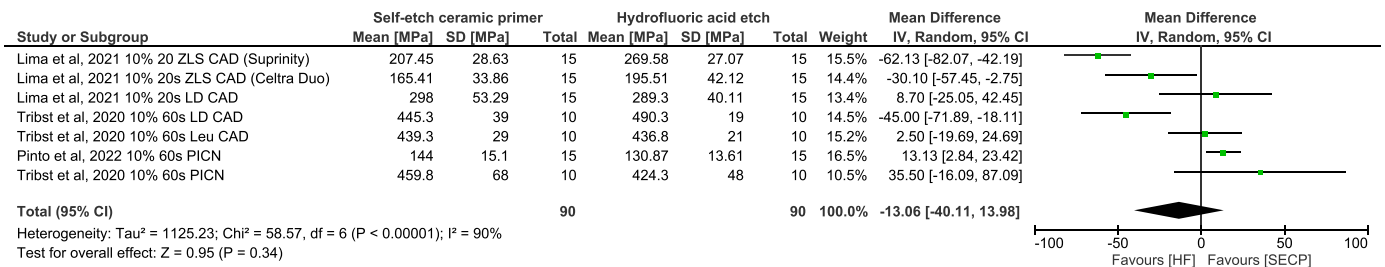 Self-etch ceramic primer Hydrofluoric acid etch Mean Difference Mean Difference
Study or Subgroup Mean [MPa] SD [MPa] Total Mean [MPa] SD [MPa] Total Weight IV, Random, 95% CI IV, Random, 95% CI
Lima et al, 2021 10% 20 ZLS CAD (Suprinity) 207.45 28.63 15 269.58 27.07 15 15.5% -62.13 [-82.07, -42.19]
Lima et al, 2021 10% 20s ZLS CAD (Celtra Duo) 165.41 33.86 15 195.51 42.12 15 14.4% -30.10 [-57.45, -2.75]
Lima et al, 2021 10% 20s LD CAD 298 53.29 15 289.3 40.11 15 13.4% 8.70 [-25.05, 42.45]
Tribst et al, 2020 10% 60s LD CAD 445.3 39 10 490.3 19 10 14.5% -45.00 [-71.89, -18.11]
Tribst et al, 2020 10% 60s Leu CAD 439.3 29 10 436.8 21 10 15.2% 2.50 [-19.69, 24.69]
Pinto et al, 2022 10% 60s PICN 144 15.1 15 130.87 13.61 15 16.5% 13.13 [2.84, 23.42]
Tribst et al, 2020 10% 60s PICN 459.8 68 10 424.3 48 10 10.5% 35.50 [-16.09, 87.09]
Total (95% CI) 90 90 100.0% -13.06 [-40.11, 13.98]
Heterogeneity: Tau² = 1125.23; Chi² = 58.57, df = 6 (P < 0.00001); I² = 90%
Test for overall effect: Z = 0.95 (P = 0.34)
-100 -50 0 50 100
Favours [HF] Favours [SECP]